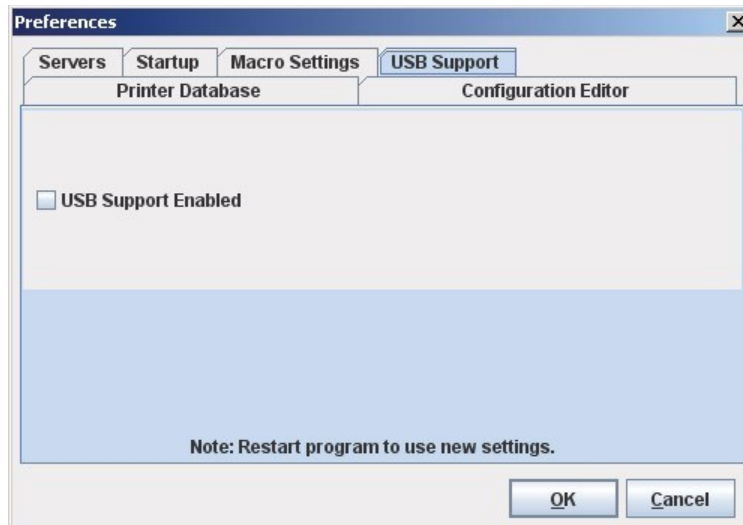 Preferences
Servers Startup Macro Settings USB Support
Printer Database Configuration Editor
USB Support Enabled
Note: Restart program to use new settings.
OK Cancel